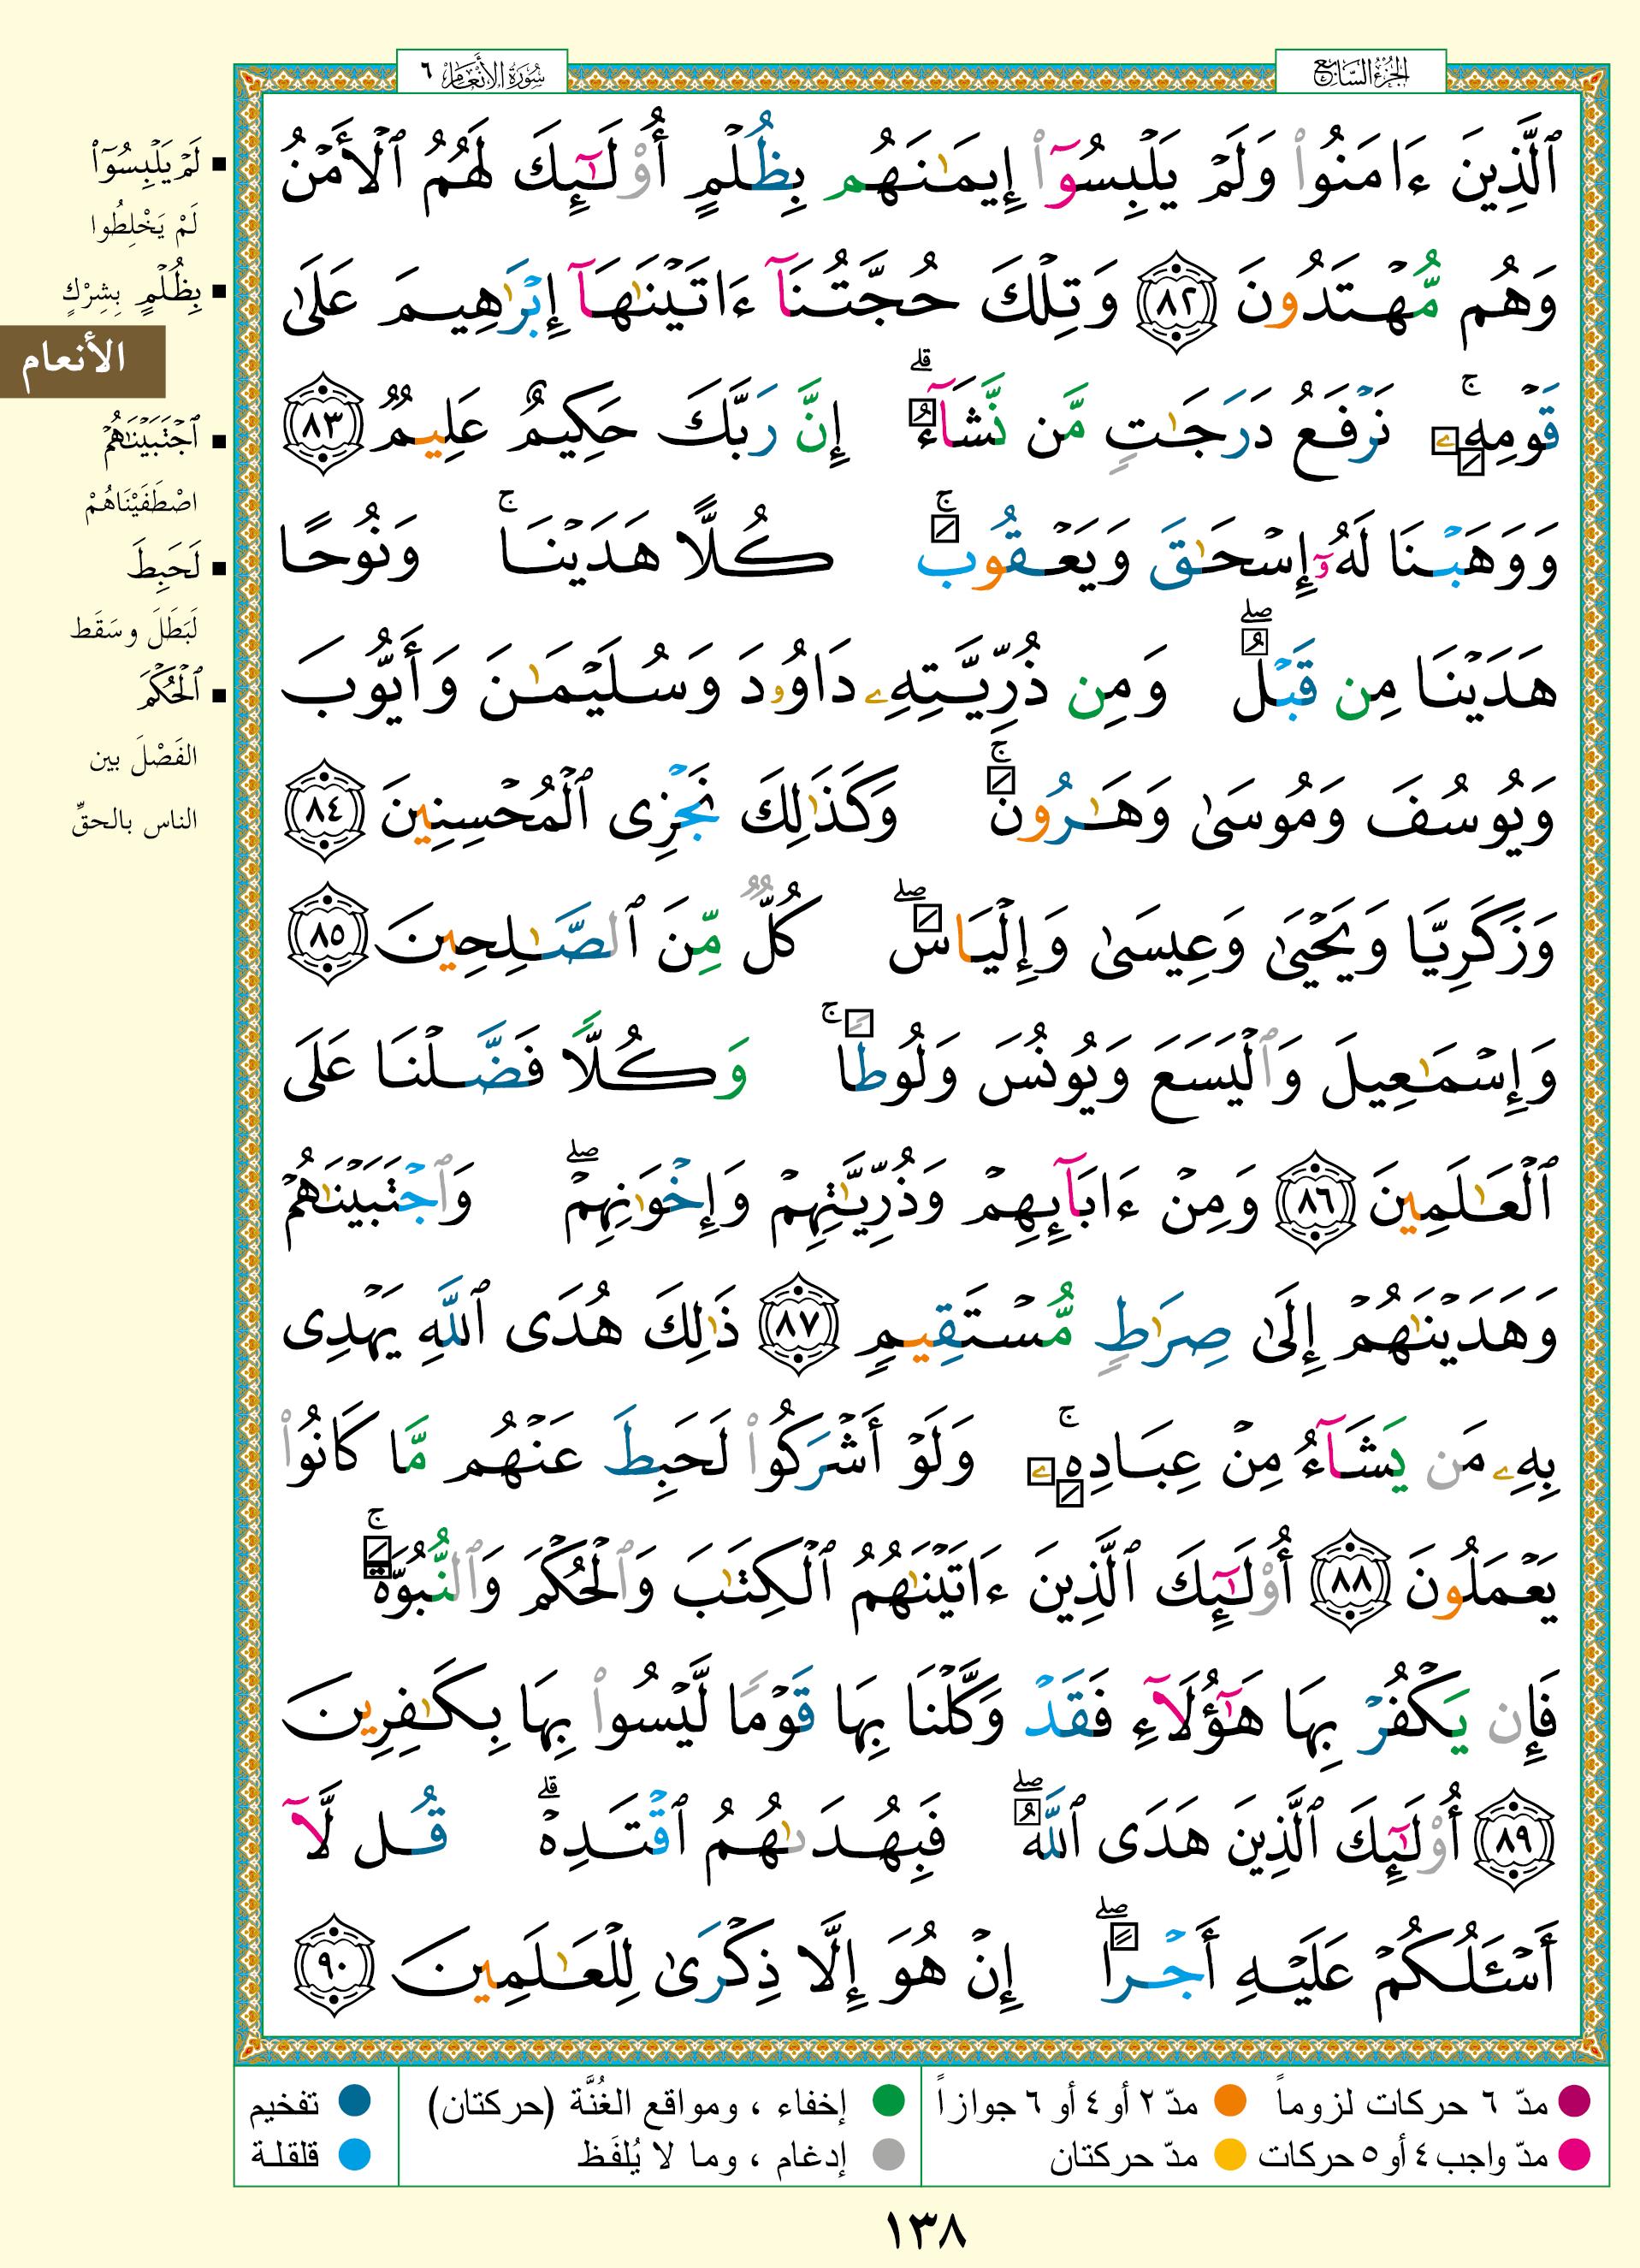 الجزء السابع
سورة الأنعام ٦
ٱلَّذِينَ ءَامَنُوا۟ وَلَمْ يَلْبِسُوٓا۟ إِيمَـٰنَهُم بِظُلْمٍ أُو۟لَـٰٓئِكَ لَهُمُ ٱلْأَمْنُ
وَهُم مُّهْتَدُونَ ٨٢ وَتِلْكَ حُجَّتُنَآ ءَاتَيْنَـٰهَآ إِبْرَٰهِيمَ عَلَىٰ
قَوْمِهِۦ ۚ نَرْفَعُ دَرَجَـٰتٍ مَّن نَّشَآءُ ۗ إِنَّ رَبَّكَ حَكِيمٌ عَلِيمٌ ٨٣
وَوَهَبْنَا لَهُۥٓ إِسْحَـٰقَ وَيَعْقُوبَ ۚ كُلًّا هَدَيْنَا ۚ وَنُوحًا
هَدَيْنَا مِن قَبْلُ ۖ وَمِن ذُرِّيَّتِهِۦ دَاوُۥدَ وَسُلَيْمَـٰنَ وَأَيُّوبَ
وَيُوسُفَ وَمُوسَىٰ وَهَـٰرُونَ ۚ وَكَذَٰلِكَ نَجْزِى ٱلْمُحْسِنِينَ ٨٤
وَزَكَرِيَّا وَيَحْيَىٰ وَعِيسَىٰ وَإِلْيَاسَ ۖ كُلٌّ مِّنَ ٱلصَّـٰلِحِينَ ٨٥
وَإِسْمَـٰعِيلَ وَٱلْيَسَعَ وَيُونُسَ وَلُوطًا ۚ وَكُلًّا فَضَّلْنَا عَلَى
ٱلْعَـٰلَمِينَ ٨٦ وَمِنْ ءَابَآئِهِمْ وَذُرِّيَّـٰتِهِمْ وَإِخْوَٰنِهِمْ ۖ وَٱجْتَبَيْنَـٰهُمْ
وَهَدَيْنَـٰهُمْ إِلَىٰ صِرَٰطٍ مُّسْتَقِيمٍ ٨٧ ذَٰلِكَ هُدَى ٱللَّهِ يَهْدِى
بِهِۦ مَن يَشَآءُ مِنْ عِبَادِهِۦ ۚ وَلَوْ أَشْرَكُوا۟ لَحَبِطَ عَنْهُم مَّا كَانُوا۟
يَعْمَلُونَ ٨٨ أُو۟لَـٰٓئِكَ ٱلَّذِينَ ءَاتَيْنَـٰهُمُ ٱلْكِتَـٰبَ وَٱلْحُكْمَ وَٱلنُّبُوَّةَ ۚ
فَإِن يَكْفُرْ بِهَا هَـٰٓؤُلَآءِ فَقَدْ وَكَّلْنَا بِهَا قَوْمًا لَّيْسُوا۟ بِهَا بِكَـٰفِرِينَ
٨٩ أُو۟لَـٰٓئِكَ ٱلَّذِينَ هَدَى ٱللَّهُ ۖ فَبِهُدَىٰهُمُ ٱقْتَدِهْ ۗ قُل لَّآ
أَسْـَٔلُكُمْ عَلَيْهِ أَجْرًا ۖ إِنْ هُوَ إِلَّا ذِكْرَىٰ لِلْعَـٰلَمِينَ ٩٠
لَمْ يَلْبِسُوٓا۟
لَمْ يَخْلِطُوا
بِظُلْمٍ بِشِرْكٍ
الأنعام
ٱجْتَبَيْنَـٰهُمْ
اصْطَفَيْنَاهُمْ
لَحَبِطَ
لَبَطَلَ وسَقَط
ٱلْحُكْمَ
الفَصْلَ بين
الناس بالحقِّ
مدّ ٦ حركات لزوماً مدّ ٢ أو ٤ أو ٦ جوازاً إخفاء ، ومواقع الغُنَّة (حركتان) تفخيم
مدّ واجب ٤ أو ٥ حركات مدّ حركتان إدغام ، وما لا يُلفَظ قلقلة
١٣٨